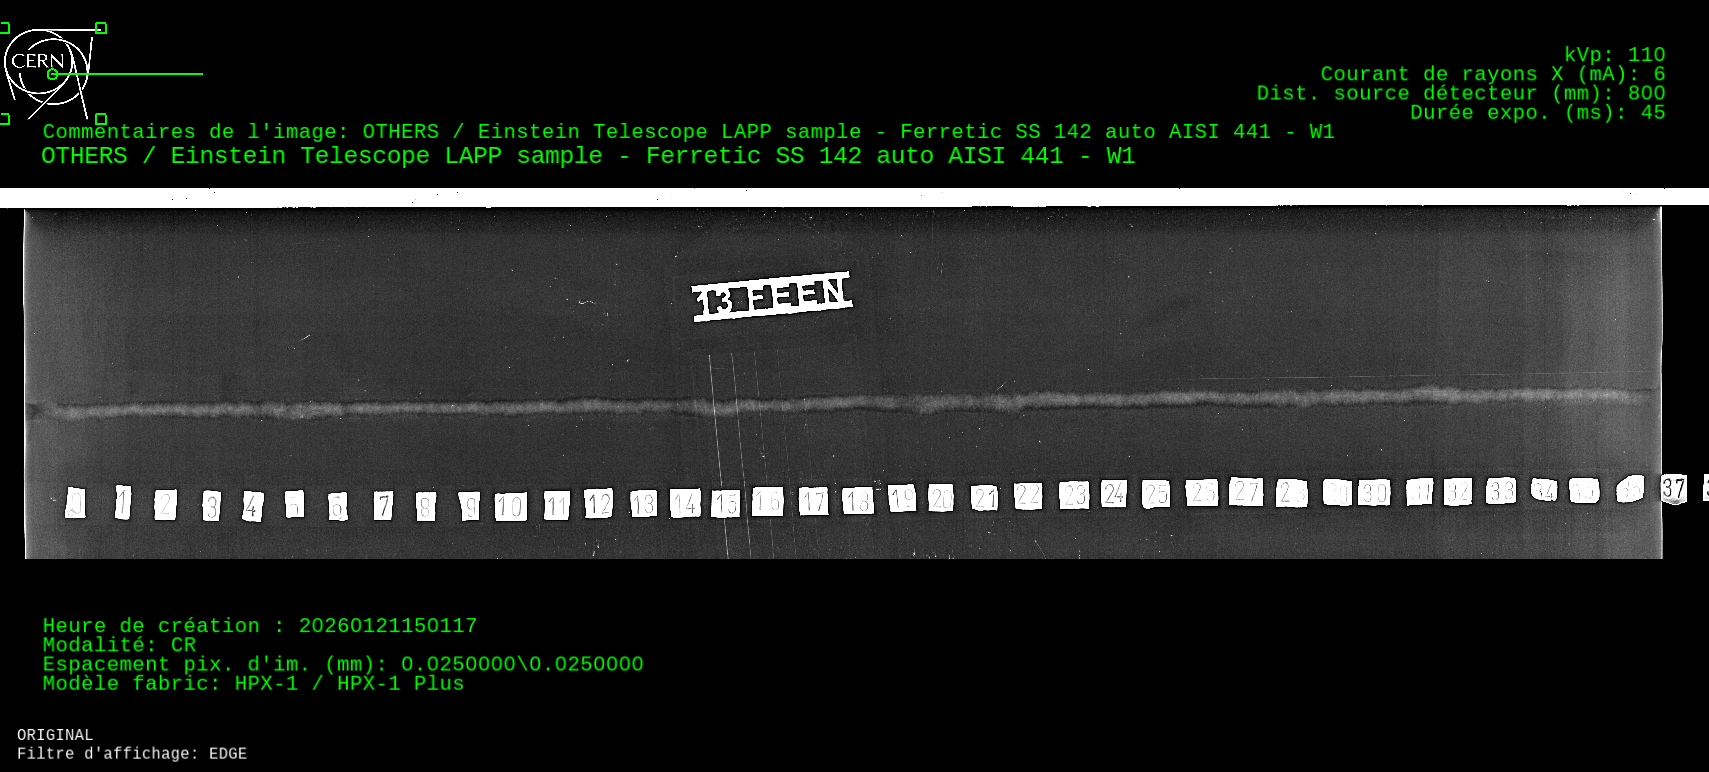 CERN
kVp: 110
Courant de rayons X (mA): 6
Dist. source détecteur (mm): 800
Durée expo. (ms): 45
Commentaires de l'image: OTHERS / Einstein Telescope LAPP sample - Ferretic SS 142 auto AISI 441 - W1
OTHERS / Einstein Telescope LAPP sample - Ferretic SS 142 auto AISI 441 - W1
13 FEEN
0 1 2 3 4 5 6 7 8 9 10 11 12 13 14 15 16 17 18 19 20 21 22 23 24 25 26 27 30 32 33 37
Heure de création : 20260121150117
Modalité: CR
Espacement pix. d'im. (mm): 0.0250000\0.0250000
Modèle fabric: HPX-1 / HPX-1 Plus
ORIGINAL
Filtre d'affichage: EDGE